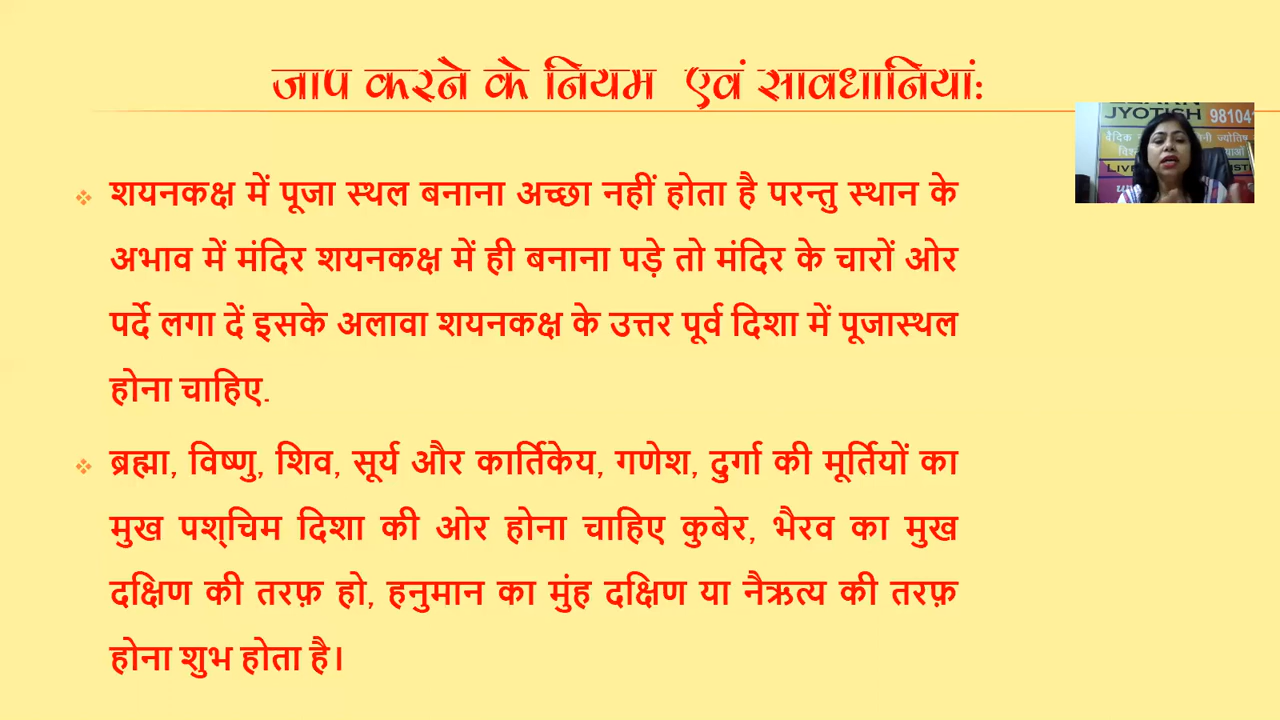 जाप करने के नियम एवं सावधानियां:
शयनकक्ष में पूजा स्थल बनाना अच्छा नहीं होता है परन्तु स्थान के
अभाव में मंदिर शयनकक्ष में ही बनाना पड़े तो मंदिर के चारों ओर
पर्दे लगा दें इसके अलावा शयनकक्ष के उत्तर पूर्व दिशा में पूजास्थल
होना चाहिए.
ब्रह्मा, विष्णु, शिव, सूर्य और कार्तिकेय, गणेश, दुर्गा की मूर्तियों का
मुख पश्चिम दिशा की ओर होना चाहिए कुबेर, भैरव का मुख
दक्षिण की तरफ़ हो, हनुमान का मुंह दक्षिण या नैऋत्य की तरफ़
होना शुभ होता है।
JYOTISH 98104
वैदिक ज्योतिष